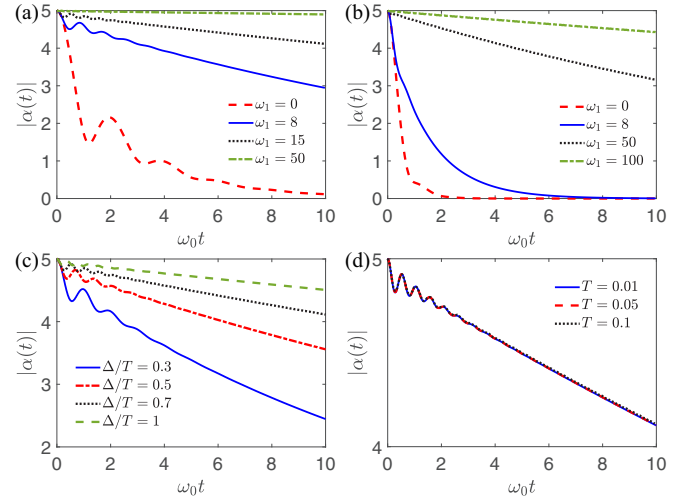 (a)
5
4
3
2
1
0
|α(t)|
ω₁ = 0
ω₁ = 8
ω₁ = 15
ω₁ = 50
0 2 4 6 8 10
ω₀t
(b)
5
4
3
2
1
0
|α(t)|
ω₁ = 0
ω₁ = 8
ω₁ = 50
ω₁ = 100
0 2 4 6 8 10
ω₀t
(c)
5
4
3
2
|α(t)|
Δ/T = 0.3
Δ/T = 0.5
Δ/T = 0.7
Δ/T = 1
0 2 4 6 8 10
ω₀t
(d)
5
4
|α(t)|
T = 0.01
T = 0.05
T = 0.1
0 2 4 6 8 10
ω₀t